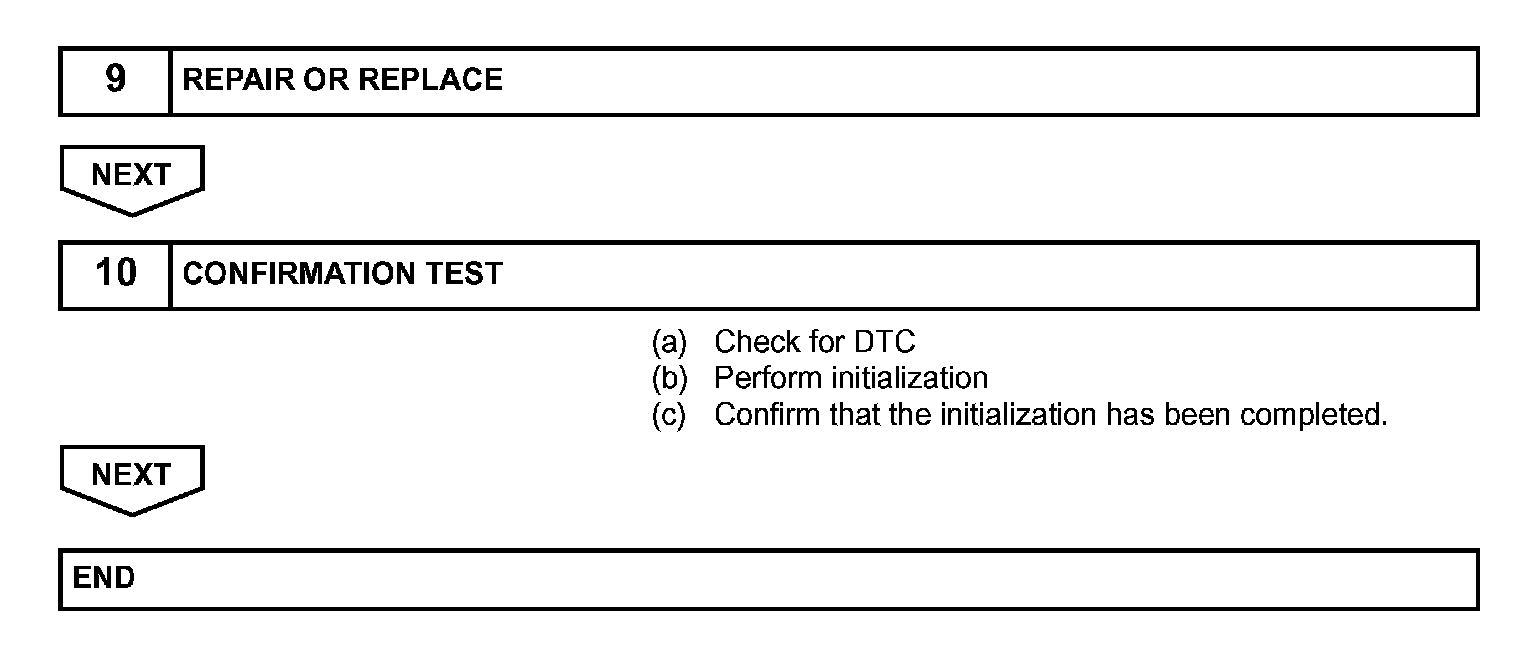 9 REPAIR OR REPLACE
NEXT
10 CONFIRMATION TEST
(a) Check for DTC
(b) Perform initialization
(c) Confirm that the initialization has been completed.
NEXT
END